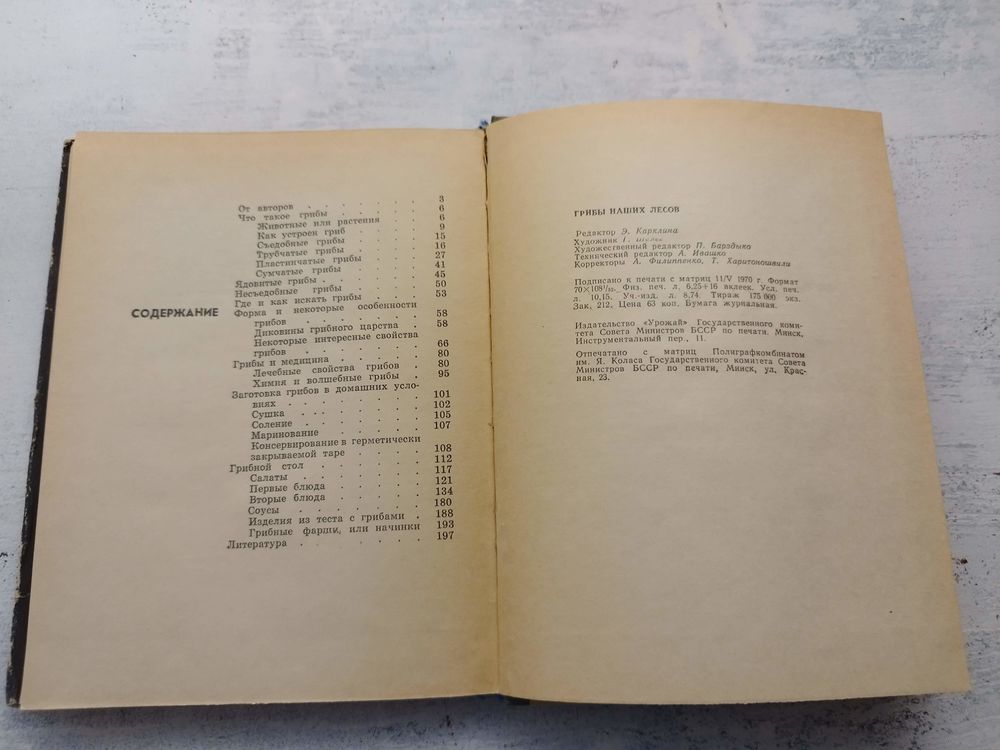 СОДЕРЖАНИЕ
От авторов . . . . . . . 3
Что такое грибы . . . . . 6
Животные или растения . . 6
Как устроен гриб . . . . 9
Съедобные грибы . . . . 15
Трубчатые грибы . . . . 16
Пластинчатые грибы . . . 27
Сумчатые грибы . . . . 41
Ядовитые грибы . . . . . 45
Несъедобные грибы . . . . 50
Где и как искать грибы . . . 53
Форма и некоторые особенности
грибов . . . . . . . 58
Диковины грибного царства . 58
Некоторые интересные свойства
грибов . . . . . . . 66
Грибы и медицина . . . . 80
Лечебные свойства грибов . 80
Химия и волшебные грибы . 95
Заготовка грибов в домашних усло-
виях . . . . . . . 101
Сушка . . . . . . 102
Соление . . . . . . 105
Маринование . . . . . 107
Консервирование в герметически
закрываемой таре . . . 108
Грибной стол . . . . . 112
Салаты . . . . . . 117
Первые блюда . . . . 121
Вторые блюда . . . . 134
Соусы . . . . . . 180
Изделия из теста с грибами . 188
Грибные фарши, или начинки 193
Литература . . . . . . 197
ГРИБЫ НАШИХ ЛЕСОВ
Редактор Э. Карклина
Художник
Художественный редактор П. Барздыко
Технический редактор А. Ивашко
Корректоры А. Филиппенко, Т. Харитоношвили
Подписано к печати с матриц 11/V 1970 г. Формат
70×108¹/₃₂. Физ. печ. л. 6,25+16 вклеек. Усл. печ.
л. 10,15. Уч.-изд. л. 8,74. Тираж 175 000 экз.
Зак. 212. Цена 63 коп. Бумага журнальная.
Издательство «Урожай» Государственного коми-
тета Совета Министров БССР по печати. Минск,
Инструментальный пер., 11.
Отпечатано с матриц Полиграфкомбинатом
им. Я. Коласа Государственного комитета Совета
Министров БССР по печати, Минск, ул. Крас-
ная, 23.